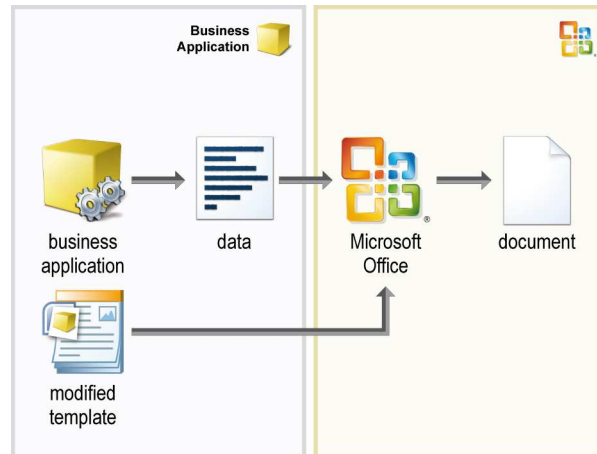 Business
Application
business
application
data
Microsoft
Office
®
document
modified
template